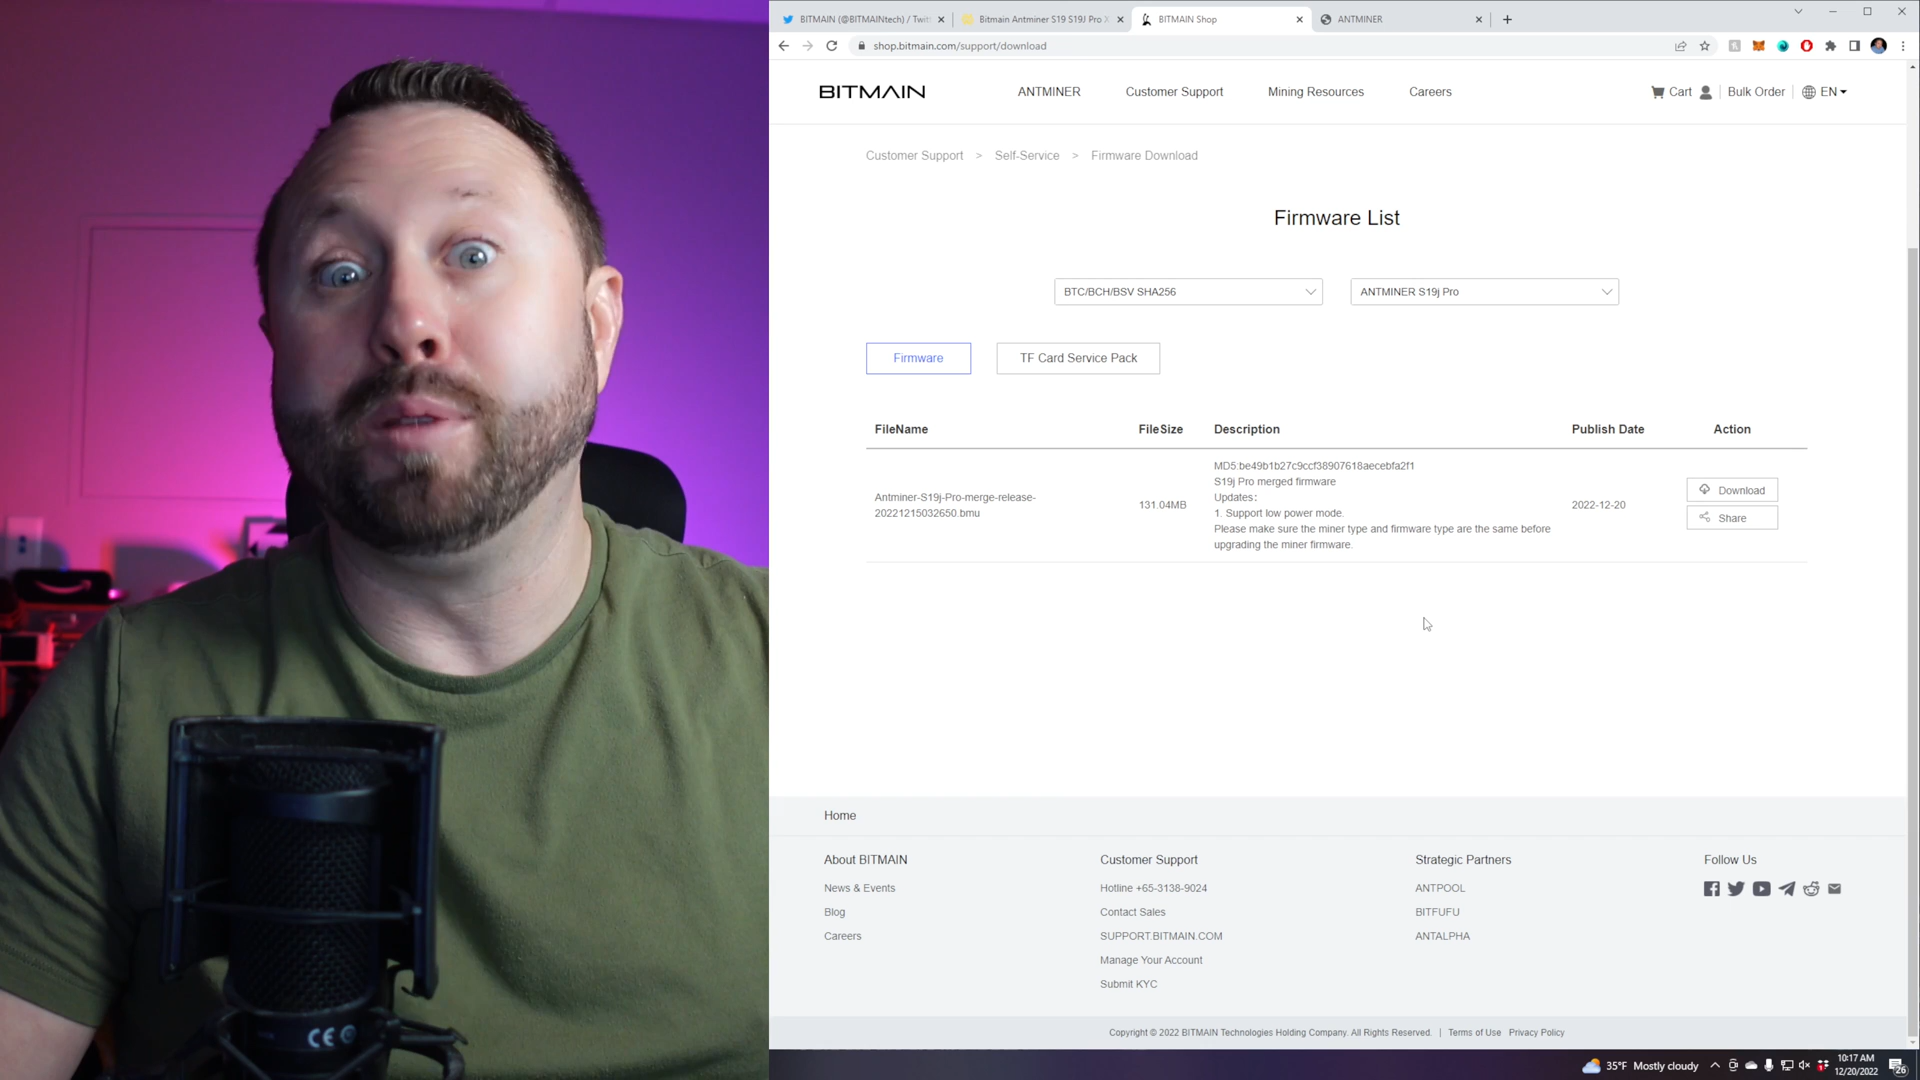 BITMAIN (@BITMAINtech) / Twit
Bitmain Antminer S19 S19J Pro X
BITMAIN Shop
ANTMINER
shop.bitmain.com/support/download
BITMAIN
ANTMINER
Customer Support
Mining Resources
Careers
Cart
Bulk Order
EN
Customer Support > Self-Service > Firmware Download
Firmware List
BTC/BCH/BSV SHA256
ANTMINER S19j Pro
Firmware
TF Card Service Pack
FileName
FileSize
Description
Publish Date
Action
Antminer-S19j-Pro-merge-release-
20221215032650.bmu
131.04MB
MD5:be49b1b27c9ccf38907618aecebfa2f1
S19j Pro merged firmware
Updates:
1. Support low power mode.
Please make sure the miner type and firmware type are the same before
upgrading the miner firmware.
2022-12-20
Download
Share
Home
About BITMAIN
News & Events
Blog
Careers
Customer Support
Hotline +65-3138-9024
Contact Sales
SUPPORT.BITMAIN.COM
Manage Your Account
Submit KYC
Strategic Partners
ANTPOOL
BITFUFU
ANTALPHA
Follow Us
Copyright © 2022 BITMAIN Technologies Holding Company. All Rights Reserved. | Terms of Use Privacy Policy
35°F Mostly cloudy
10:17 AM
12/20/2022
26
CE